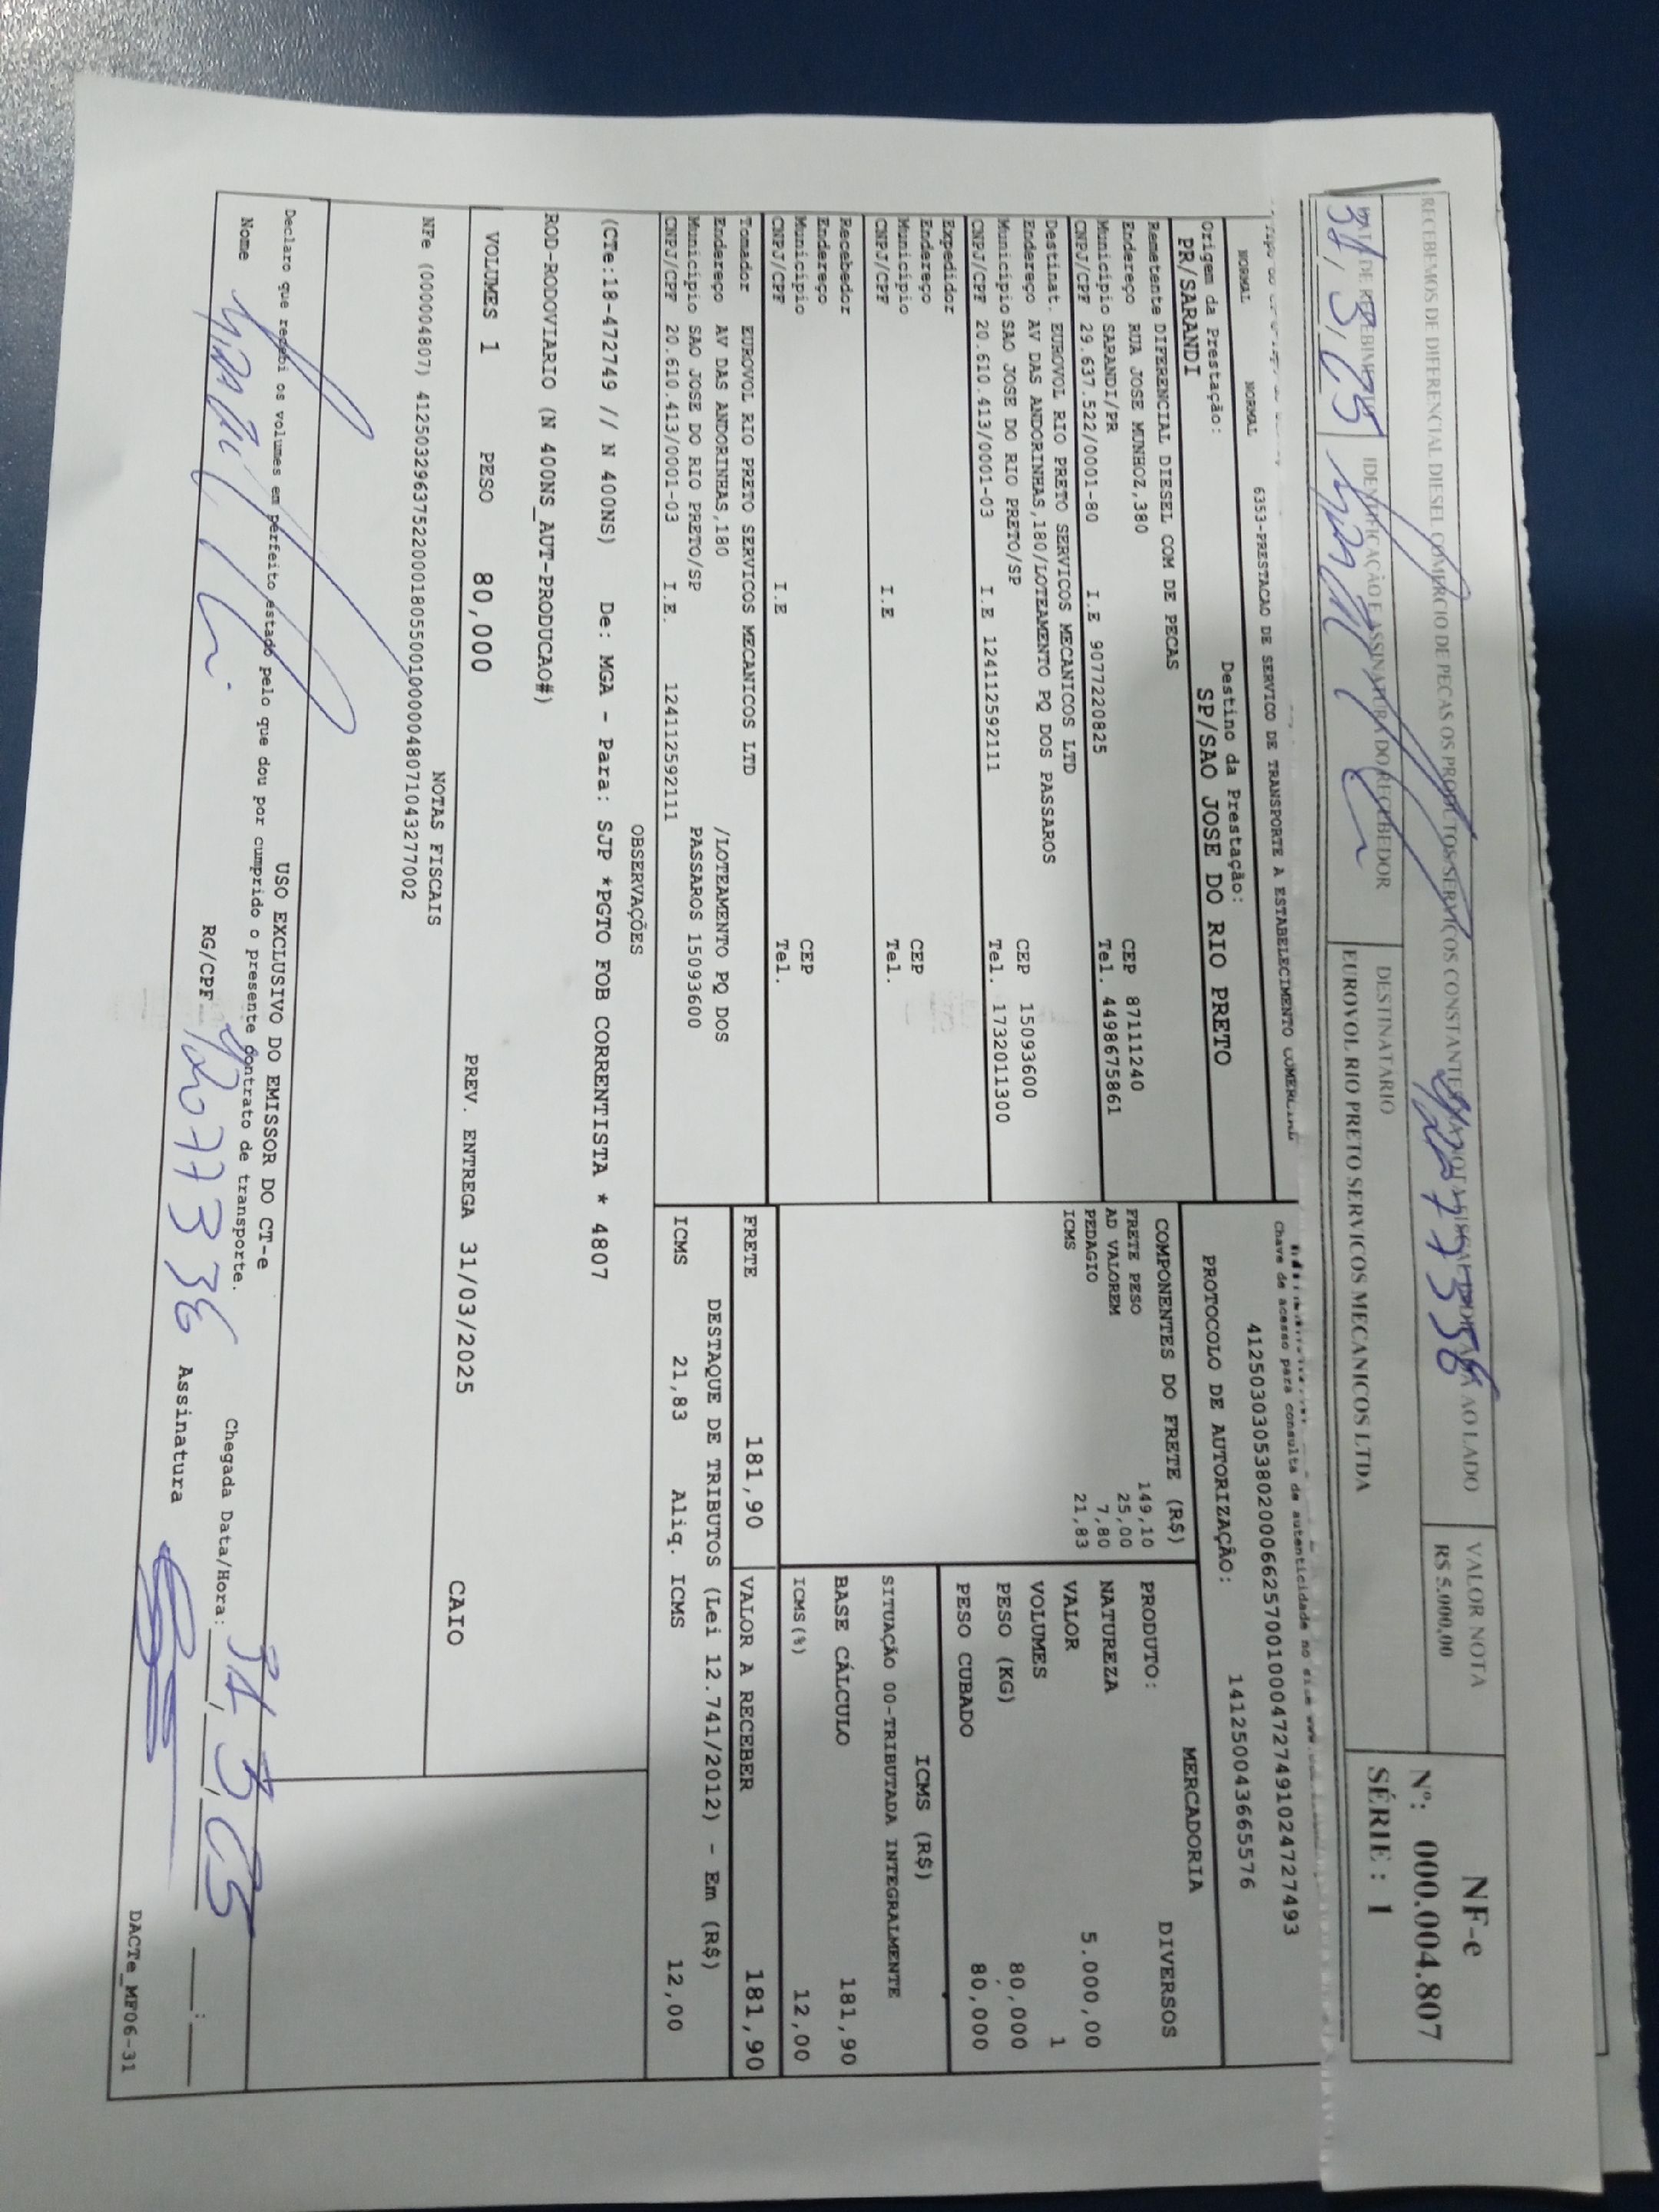 RECEBEMOS DE DIFERENCIAL DIESEL COMERCIO DE PECAS OS PRODUTOS/SERVIÇOS CONSTANTES NA NOTA FISCAL INDICADA AO LADO
VALOR NOTA
R$ 5.000,00
NF-e
Nº: 000.004.807
SÉRIE : 1
DATA DE RECEBIMENTO
31/3/25
IDENTIFICAÇÃO E ASSINATURA DO RECEBEDOR
DESTINATARIO
EUROVOL RIO PRETO SERVICOS MECANICOS LTDA
NORMAL NORMAL 6353-PRESTACAO DE SERVICO DE TRANSPORTE A ESTABELECIMENTO COMERCIAL
Chave de acesso para consulta de autenticidade no site
41250303053802000662570010004727491024727493
Origem da Prestação:
PR/SARANDI
Destino da Prestação:
SP/SAO JOSE DO RIO PRETO
PROTOCOLO DE AUTORIZAÇÃO: 141250043665576
Remetente DIFERENCIAL DIESEL COM DE PECAS
Endereço RUA JOSE MUNHOZ,380 CEP 87111240
Município SARANDI/PR Tel. 449867586​1
CNPJ/CPF 29.637.522/0001-80 I.E 9077220825
Destinat. EUROVOL RIO PRETO SERVICOS MECANICOS LTD
Endereço AV DAS ANDORINHAS,180/LOTEAMENTO PQ DOS PASSAROS
Município SAO JOSE DO RIO PRETO/SP CEP 15093600
CNPJ/CPF 20.610.413/0001-03 I.E 124112592111 Tel. 1732011300
Expedidor
Endereço
Município CEP
CNPJ/CPF I.E Tel.
Recebedor
Endereço
Município CEP
CNPJ/CPF I.E Tel.
Tomador EUROVOL RIO PRETO SERVICOS MECANICOS LTD
Endereço AV DAS ANDORINHAS,180 /LOTEAMENTO PQ DOS
Município SAO JOSE DO RIO PRETO/SP PASSAROS 15093600
CNPJ/CPF 20.610.413/0001-03 I.E. 124112592111
COMPONENTES DO FRETE (R$)
FRETE PESO 149,10
AD VALOREM 25,00
PEDAGIO 7,80
ICMS 21,83
MERCADORIA
PRODUTO: DIVERSOS
NATUREZA
VALOR 5.000,00
VOLUMES 1
PESO (KG) 80,000
PESO CUBADO 80,000
ICMS (R$)
SITUAÇÃO 00-TRIBUTADA INTEGRALMENTE
BASE CÁLCULO 181,90
ICMS(%) 12,00
FRETE 181,90 VALOR A RECEBER 181,90
DESTAQUE DE TRIBUTOS (Lei 12.741/2012) - Em (R$)
ICMS 21,83 Aliq. ICMS 12,00
OBSERVAÇÕES
(CTe:18-472749 // N 400NS) De: MGA - Para: SJP *PGTO FOB CORRENTISTA * 4807
ROD-RODOVIARIO (N 400NS_AUT-PRODUCAO#)
VOLUMES 1 PESO 80,000 PREV. ENTREGA 31/03/2025 CAIO
NOTAS FISCAIS
NFe (000004807) 41250329637522000180550010000048071043277002
USO EXCLUSIVO DO EMISSOR DO CT-e
Declaro que recebi os volumes em perfeito estado pelo que dou por cumprido o presente contrato de transporte.
Chegada Data/Hora: 31/3/25 __:__
Nome
RG/CPF
Assinatura
DACTe_MF06-31